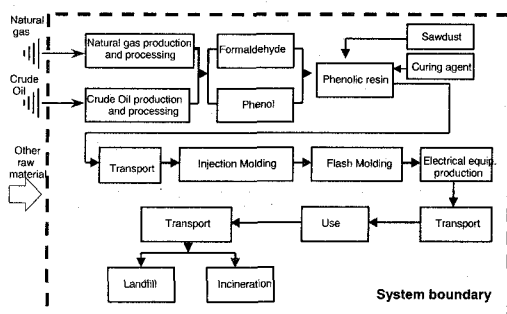 Natural
gas
Natural gas production
and processing
Formaldehyde
Sawdust
Crude
Oil
Crude Oil production
and processing
Phenol
Phenolic resin
Curing agent
Other
raw
material
Transport
Injection Molding
Flash Molding
Electrical equip.
production
Transport
Use
Transport
Landfill
Incineration
System boundary